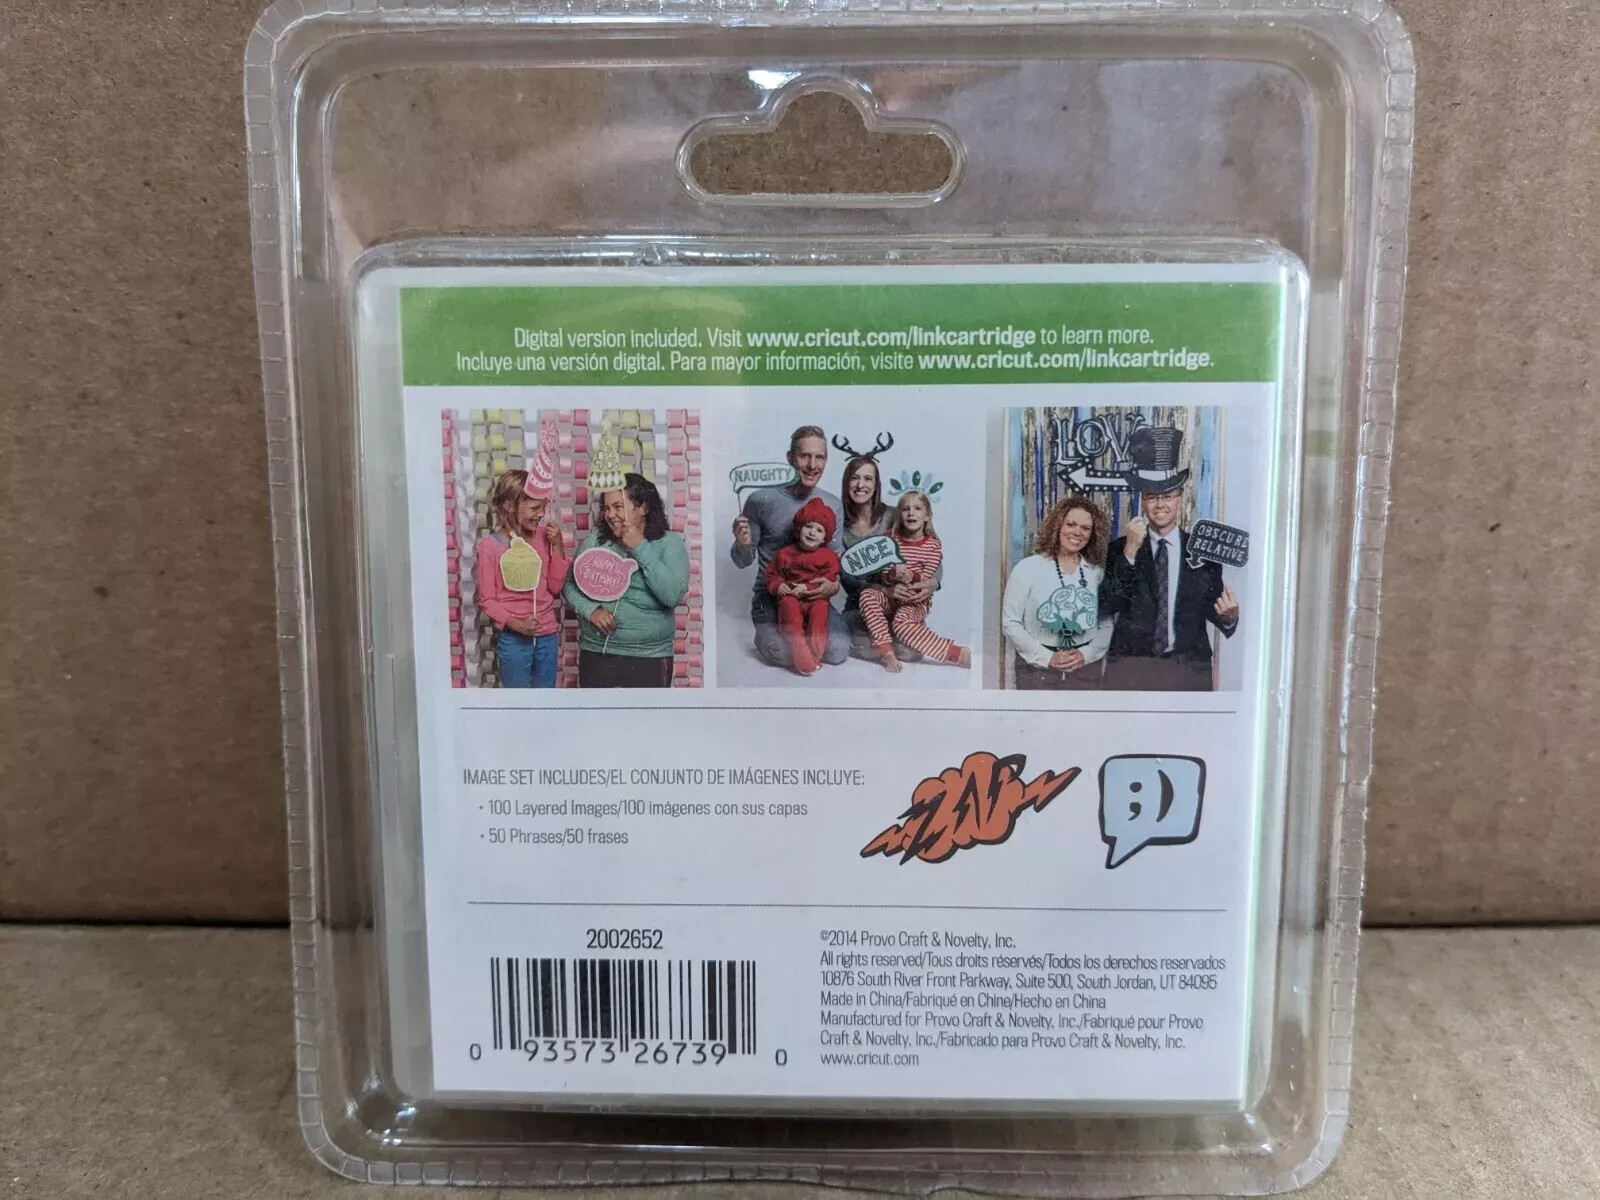 Digital version included. Visit www.cricut.com/linkcartridge to learn more.
Incluye una versión digital. Para mayor información, visite www.cricut.com/linkcartridge.
NAUGHTY
HAPPY
BIRTHDAY!
NICE
LOVE
OBSCURE
RELATIVE
IMAGE SET INCLUDES/EL CONJUNTO DE IMÁGENES INCLUYE:
• 100 Layered Images/100 imágenes con sus capas
• 50 Phrases/50 frases
ZAP
;)
2002652
0 93573 26739 0
©2014 Provo Craft & Novelty, Inc.
All rights reserved/Tous droits réservés/Todos los derechos reservados
10876 South River Front Parkway, Suite 500, South Jordan, UT 84095
Made in China/Fabriqué en Chine/Hecho en China
Manufactured for Provo Craft & Novelty, Inc./Fabriqué pour Provo
Craft & Novelty, Inc./Fabricado para Provo Craft & Novelty, Inc.
www.cricut.com